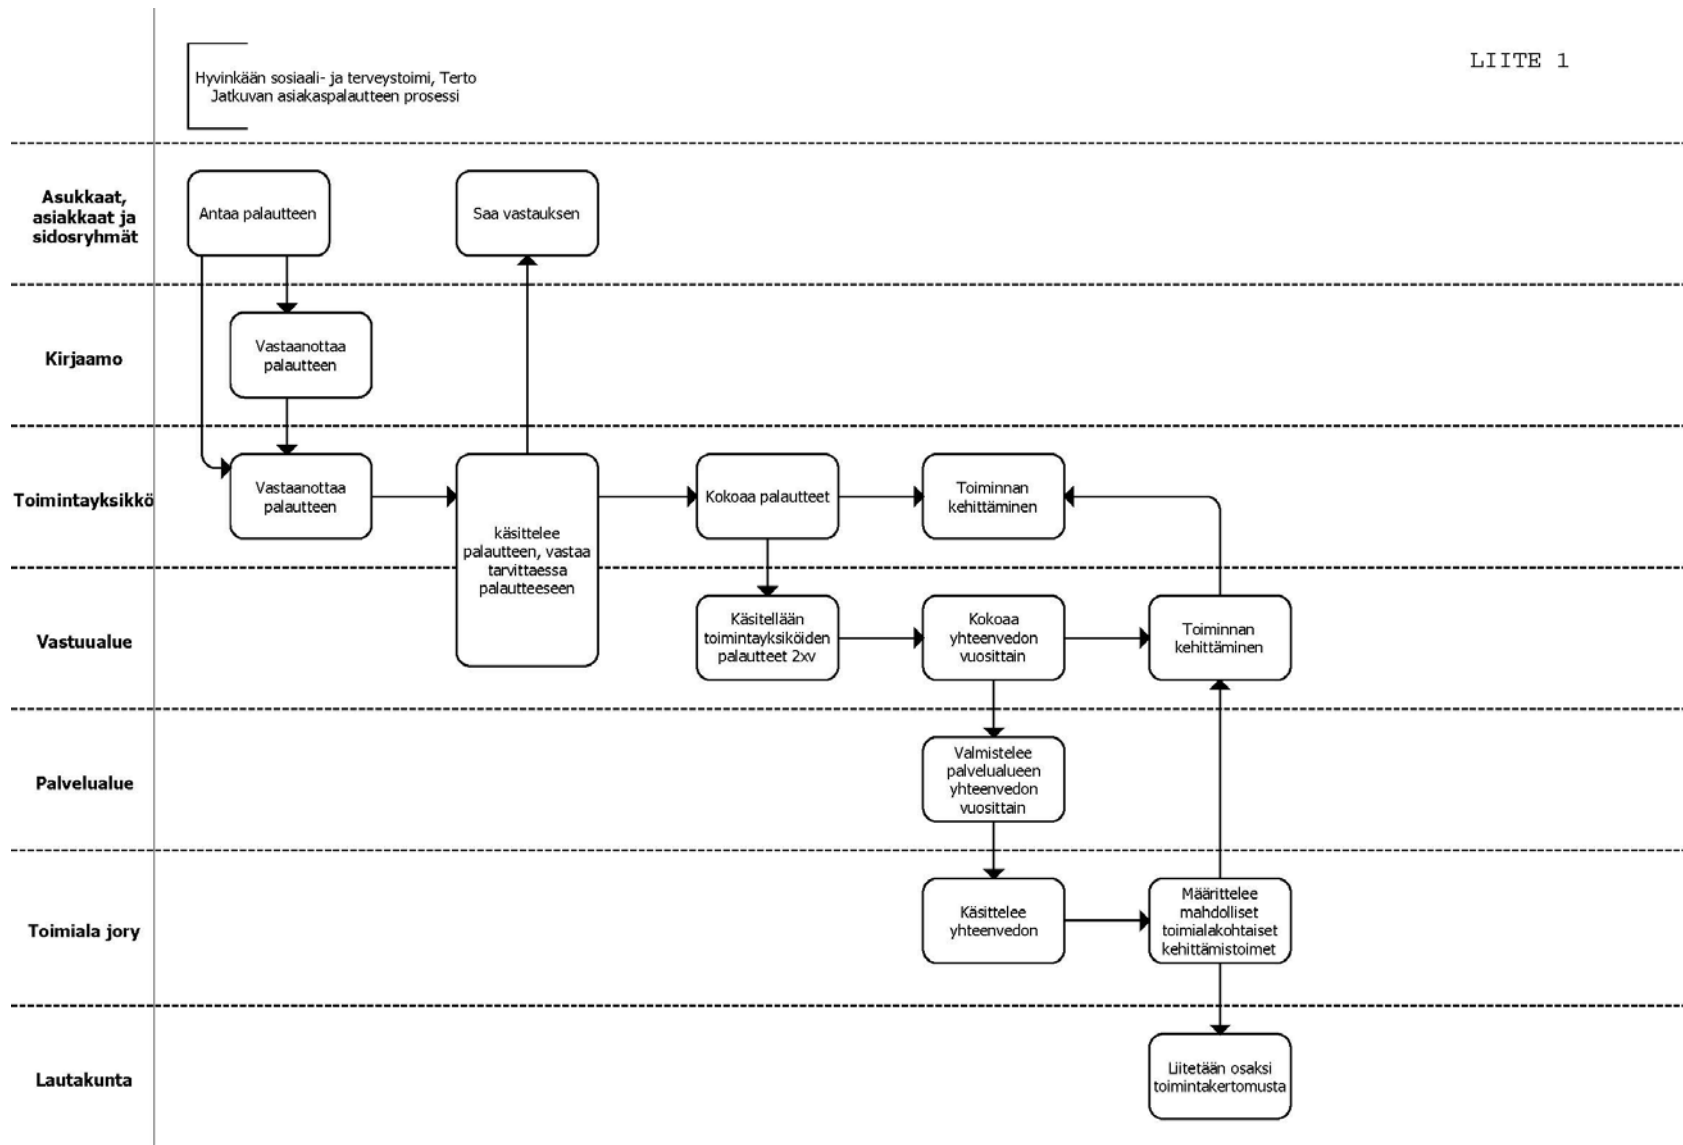 LIITE 1
Hyvinkään sosiaali- ja terveystoimi, Terto
Jatkuvan asiakaspalautteen prosessi
Asukkaat,
asiakkaat ja
sidosryhmät
Antaa palautteen
Saa vastauksen
Kirjaamo
Vastaanottaa
palautteen
Toimintayksikkö
Vastaanottaa
palautteen
käsittelee
palautteen, vastaa
tarvittaessa
palautteeseen
Kokoaa palautteet
Toiminnan
kehittäminen
Vastuualue
Käsitellään
toimintayksiköiden
palautteet 2xv
Kokoaa
yhteenvedon
vuosittain
Toiminnan
kehittäminen
Palvelualue
Valmistelee
palvelualueen
yhteenvedon
vuosittain
Toimiala jory
Käsittelee
yhteenvedon
Määrittelee
mahdolliset
toimialakohtaiset
kehittämistoimet
Lautakunta
Liitetään osaksi
toimintakertomusta